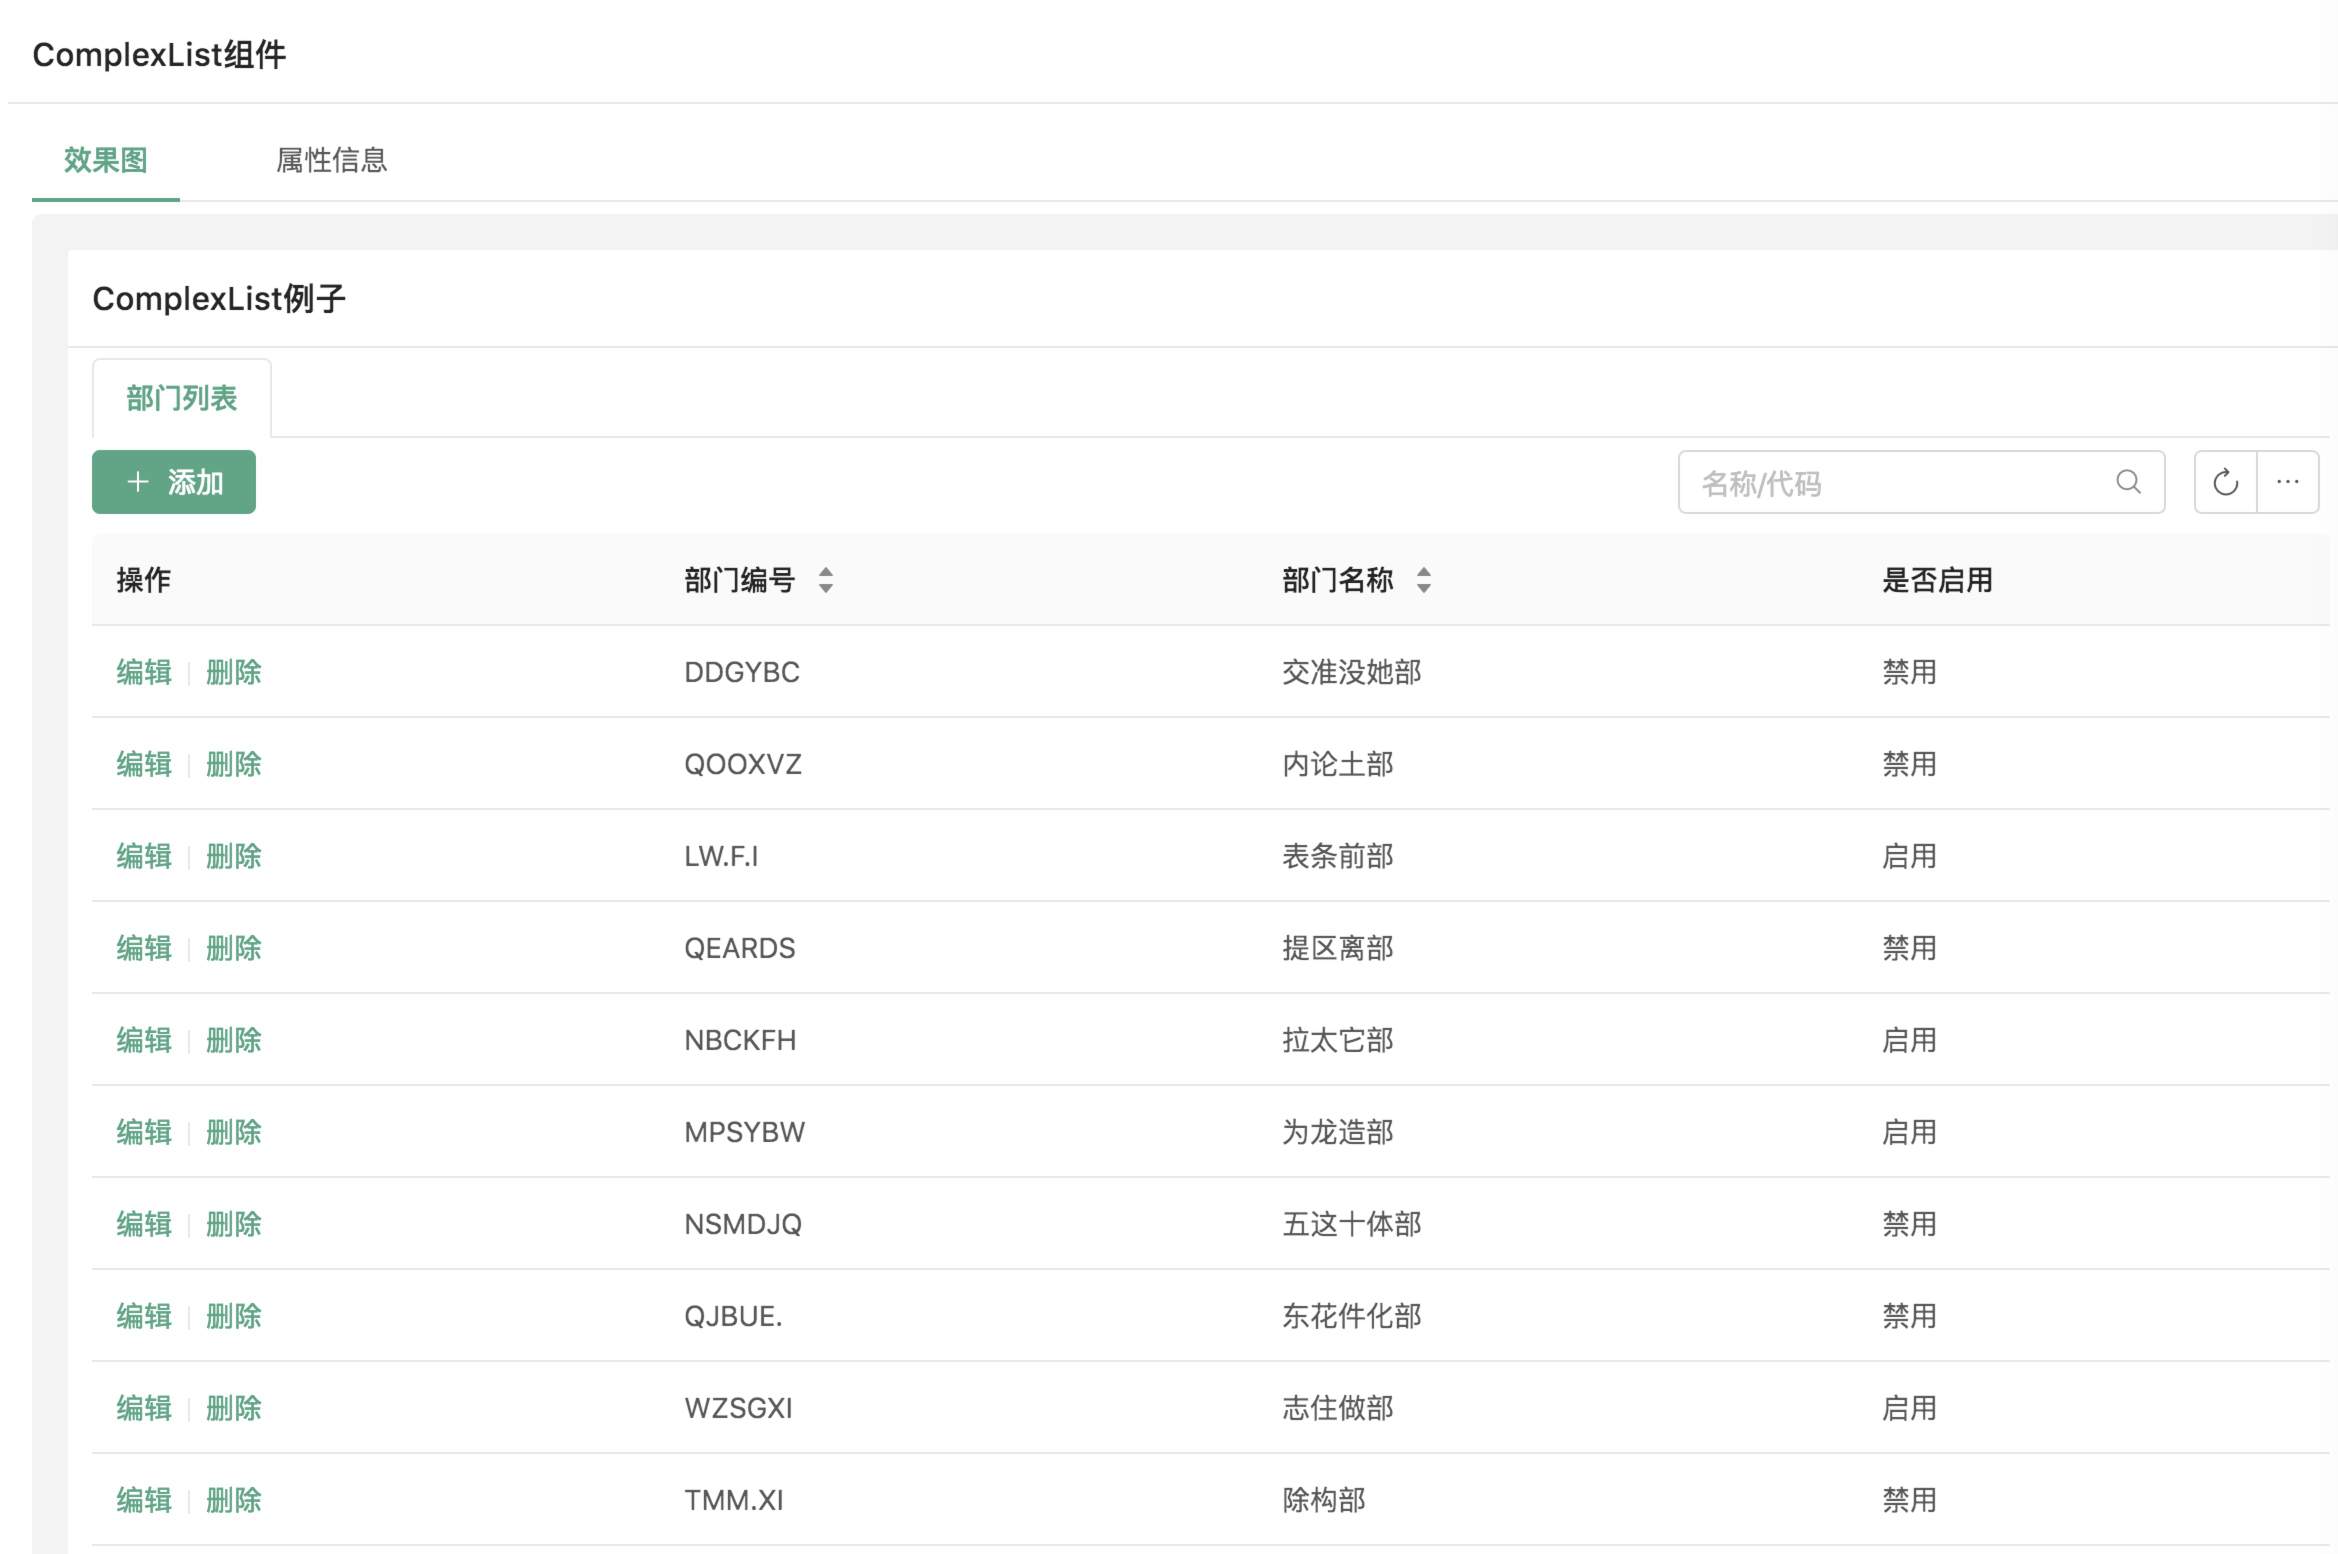 ComplexList组件
效果图 属性信息
ComplexList例子
部门列表
添加 名称/代码
操作 部门编号 部门名称 是否启用
编辑 删除 DDGYBC 交准没她部 禁用
编辑 删除 QOOXVZ 内论土部 禁用
编辑 删除 LW.F.I 表条前部 启用
编辑 删除 QEARDS 提区离部 禁用
编辑 删除 NBCKFH 拉太它部 启用
编辑 删除 MPSYBW 为龙造部 启用
编辑 删除 NSMDJQ 五这十体部 禁用
编辑 删除 QJBUE. 东花件化部 禁用
编辑 删除 WZSGXI 志住做部 启用
编辑 删除 TMM.XI 除构部 禁用